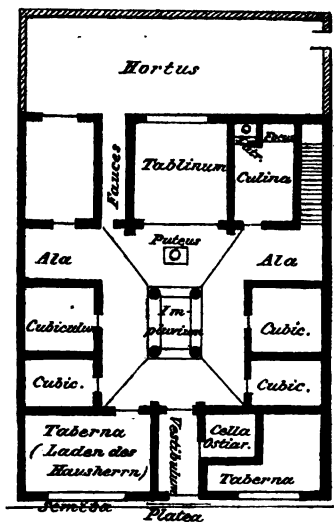 Hortus
Fauces
Tablinum
Culina
Puteus
Ala
Ala
Im-
pluvium
Cubiculum
Cubic.
Cubic.
Cubic.
Taberna
(Laden des
Hausherrn)
Vestibulum
Cella
Ostiar.
Taberna
Semita
Platea